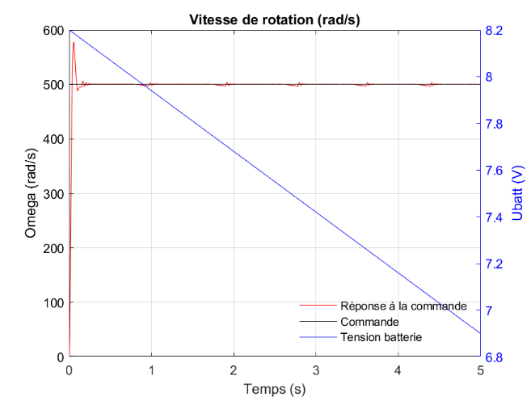 Vitesse de rotation (rad/s)
Omega (rad/s)
600
500
400
300
200
100
0
8.2
8
7.8
7.6
7.4
7.2
7
6.8
Ubatt (V)
Réponse à la commande
Commande
Tension batterie
0 1 2 3 4 5
Temps (s)